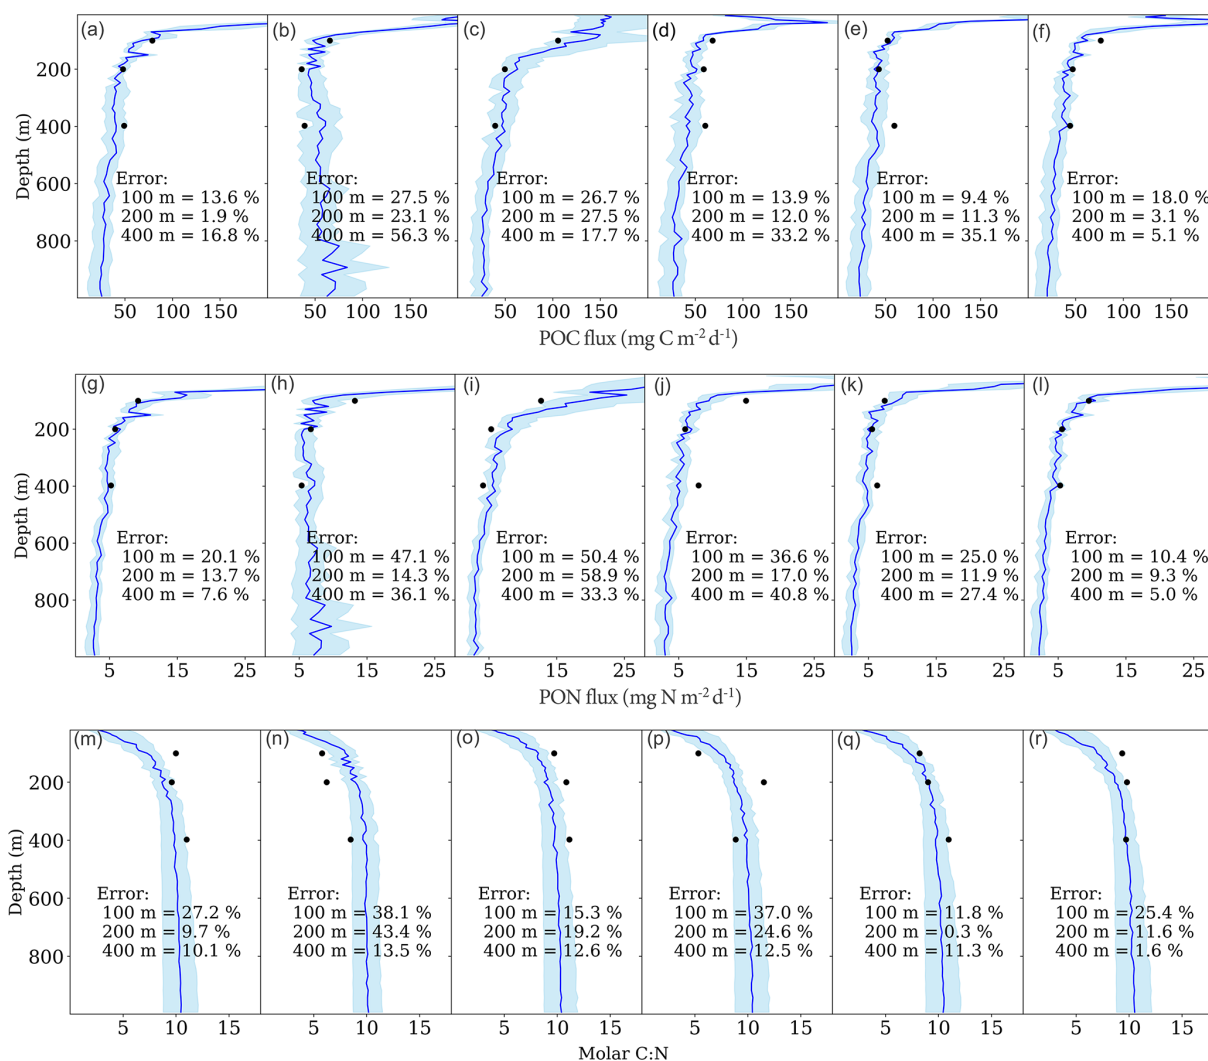 (a) (b) (c) (d) (e) (f)
200
400
600
800
Depth (m)
Error: Error: Error: Error: Error: Error:
100 m = 13.6 % 100 m = 27.5 % 100 m = 26.7 % 100 m = 13.9 % 100 m = 9.4 % 100 m = 18.0 %
200 m = 1.9 % 200 m = 23.1 % 200 m = 27.5 % 200 m = 12.0 % 200 m = 11.3 % 200 m = 3.1 %
400 m = 16.8 % 400 m = 56.3 % 400 m = 17.7 % 400 m = 33.2 % 400 m = 35.1 % 400 m = 5.1 %
50 100 150 50 100 150 50 100 150 50 100 150 50 100 150 50 100 150
POC flux (mg C m-2 d-1)
(g) (h) (i) (j) (k) (l)
200
400
600
800
Depth (m)
Error: Error: Error: Error: Error: Error:
100 m = 20.1 % 100 m = 47.1 % 100 m = 50.4 % 100 m = 36.6 % 100 m = 25.0 % 100 m = 10.4 %
200 m = 13.7 % 200 m = 14.3 % 200 m = 58.9 % 200 m = 17.0 % 200 m = 11.9 % 200 m = 9.3 %
400 m = 7.6 % 400 m = 36.1 % 400 m = 33.3 % 400 m = 40.8 % 400 m = 27.4 % 400 m = 5.0 %
5 15 25 5 15 25 5 15 25 5 15 25 5 15 25 5 15 25
PON flux (mg N m-2 d-1)
(m) (n) (o) (p) (q) (r)
200
400
600
800
Depth (m)
Error: Error: Error: Error: Error: Error:
100 m = 27.2 % 100 m = 38.1 % 100 m = 15.3 % 100 m = 37.0 % 100 m = 11.8 % 100 m = 25.4 %
200 m = 9.7 % 200 m = 43.4 % 200 m = 19.2 % 200 m = 24.6 % 200 m = 0.3 % 200 m = 11.6 %
400 m = 10.1 % 400 m = 13.5 % 400 m = 12.6 % 400 m = 12.5 % 400 m = 11.3 % 400 m = 1.6 %
5 10 15 5 10 15 5 10 15 5 10 15 5 10 15 5 10 15
Molar C:N